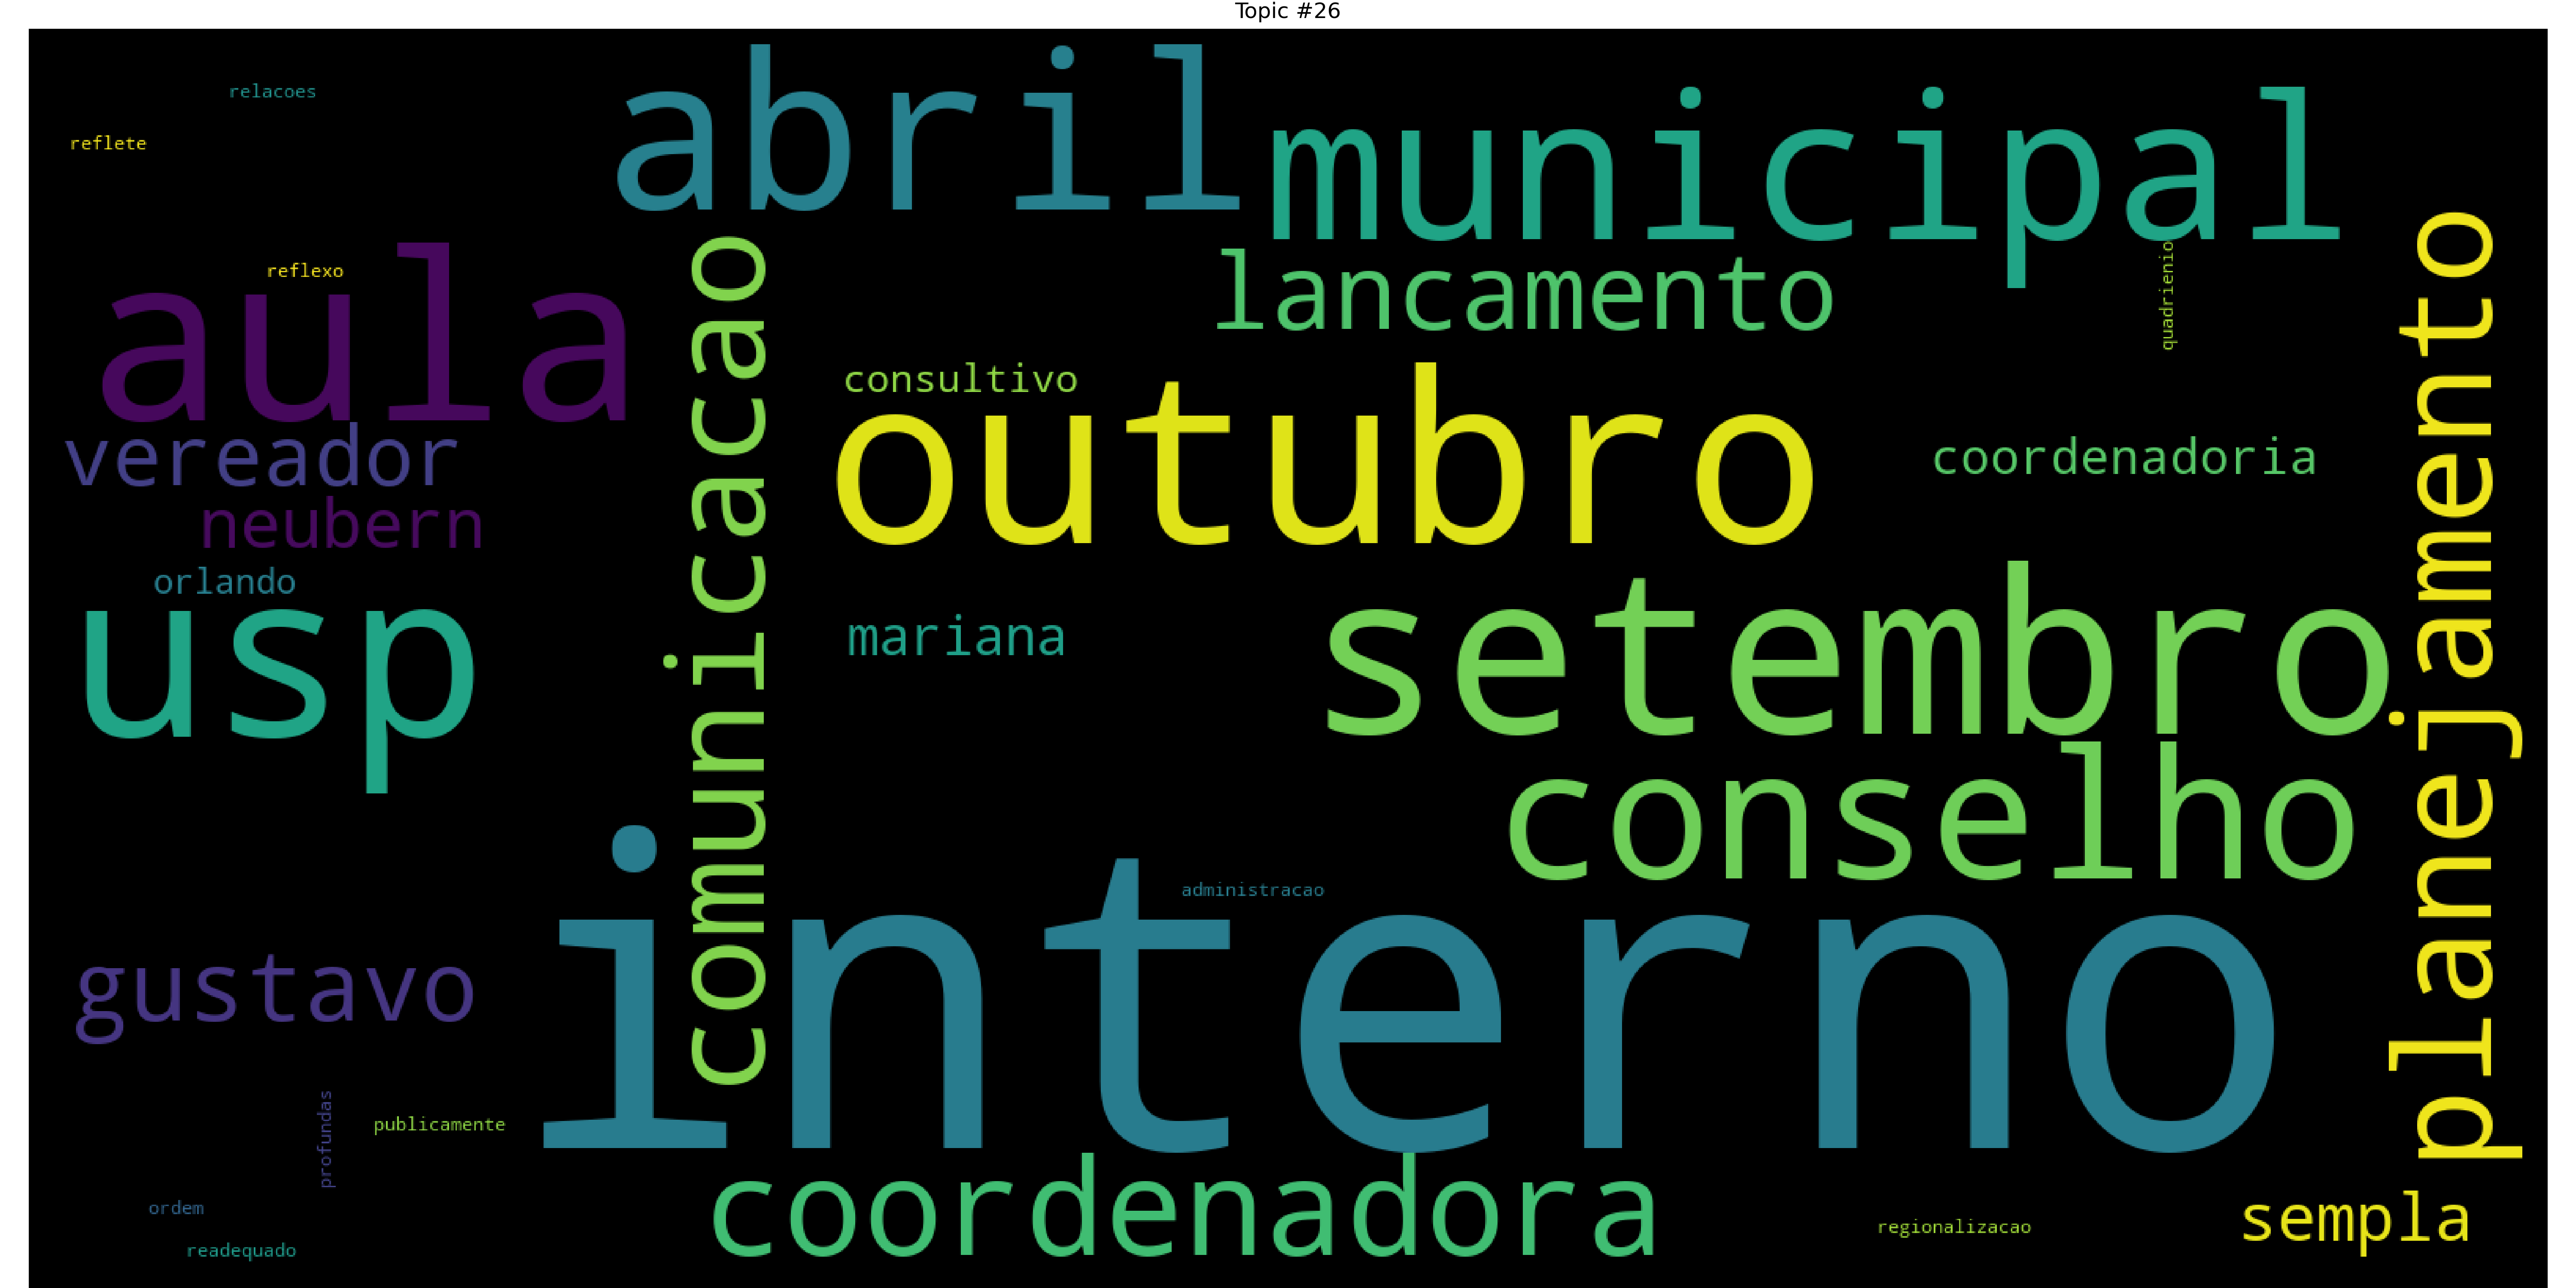 Topic #26
relacoes
reflete
abril
municipal
reflexo
aula
lancamento
quadrienio
comunicacao
planejamento
consultivo
outubro
vereador
coordenadoria
neubern
orlando
usp
mariana
setembro
conselho
interno
administracao
gustavo
profundas
publicamente
coordenadora
ordem
readequado
regionalizacao
sempla